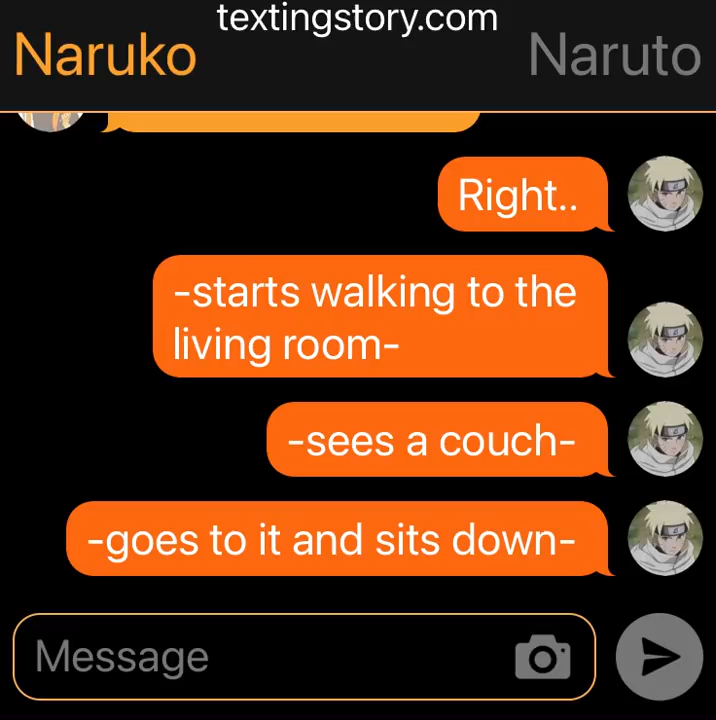 textingstory.com
Naruko
Naruto
Right..
-starts walking to the
living room-
-sees a couch-
-goes to it and sits down-
Message